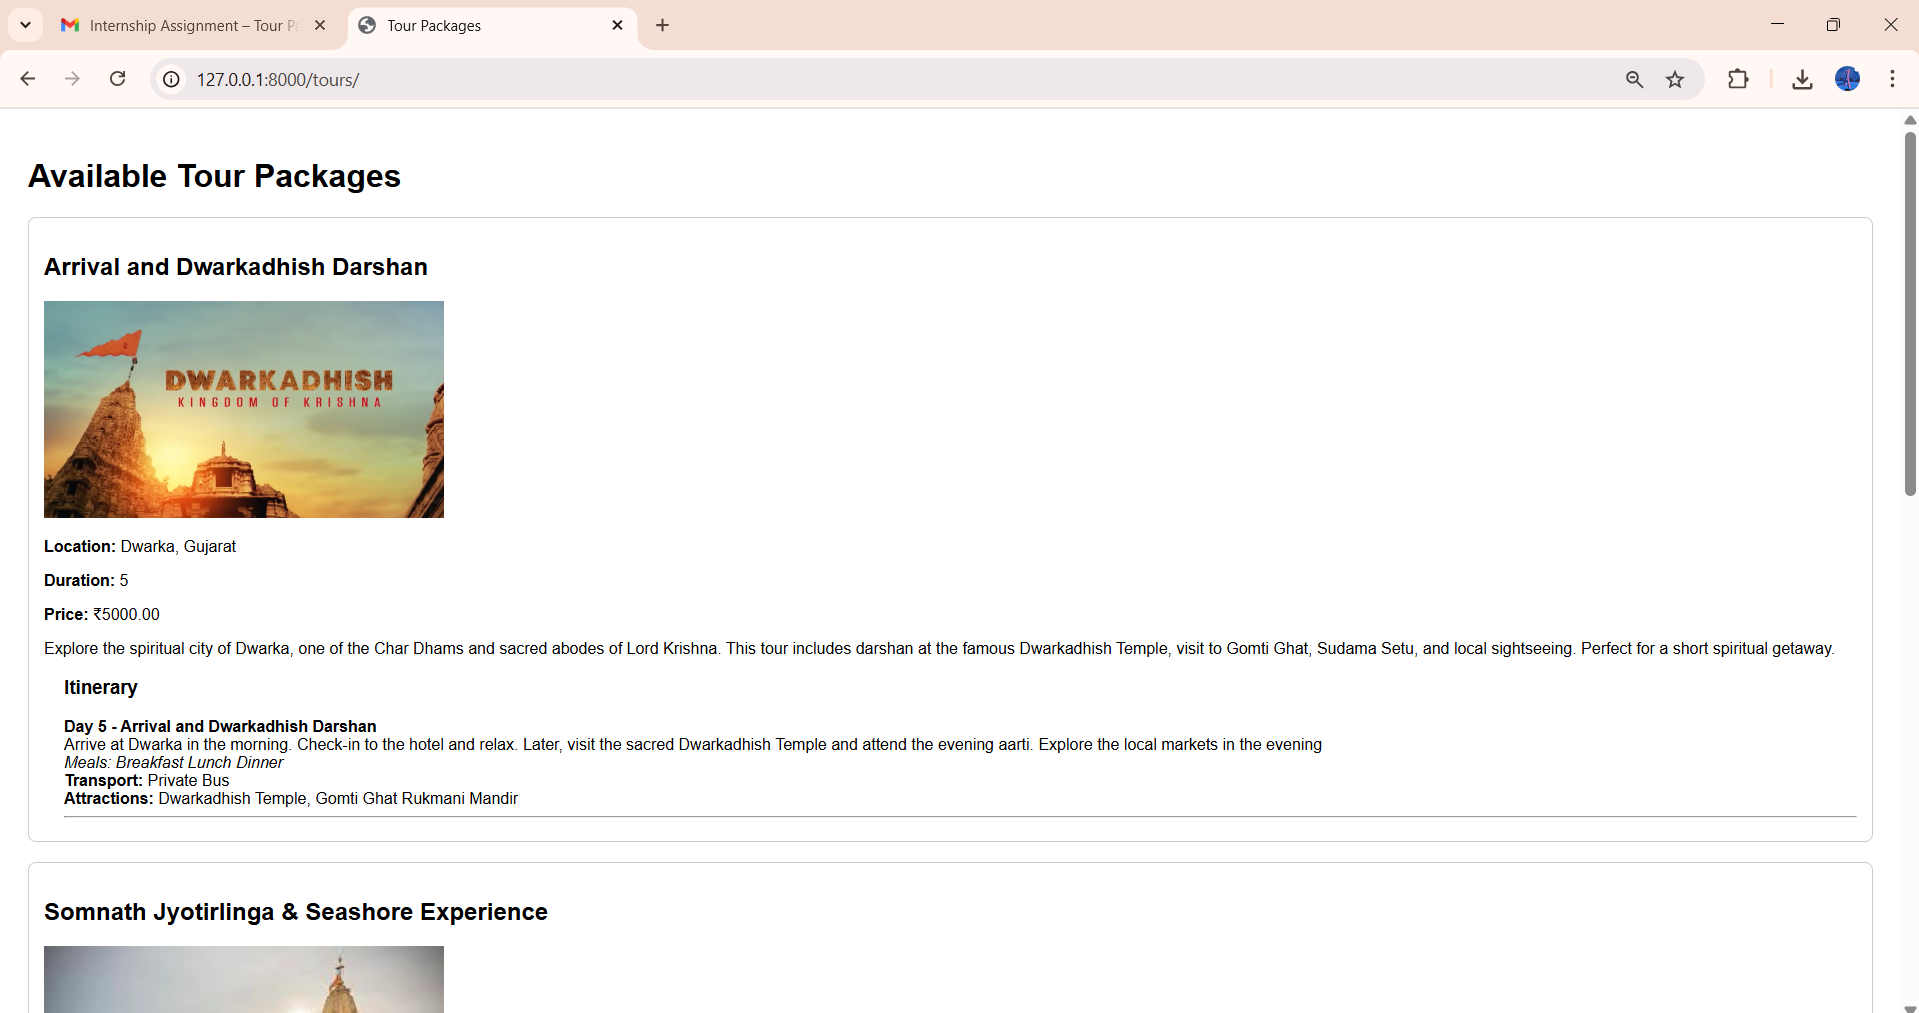 Internship Assignment – Tour P
Tour Packages
127.0.0.1:8000/tours/
Available Tour Packages
Arrival and Dwarkadhish Darshan
DWARKADHISH
KINGDOM OF KRISHNA
Location: Dwarka, Gujarat
Duration: 5
Price: ₹5000.00
Explore the spiritual city of Dwarka, one of the Char Dhams and sacred abodes of Lord Krishna. This tour includes darshan at the famous Dwarkadhish Temple, visit to Gomti Ghat, Sudama Setu, and local sightseeing. Perfect for a short spiritual getaway.
Itinerary
Day 5 - Arrival and Dwarkadhish Darshan
Arrive at Dwarka in the morning. Check-in to the hotel and relax. Later, visit the sacred Dwarkadhish Temple and attend the evening aarti. Explore the local markets in the evening
Meals: Breakfast Lunch Dinner
Transport: Private Bus
Attractions: Dwarkadhish Temple, Gomti Ghat Rukmani Mandir
Somnath Jyotirlinga & Seashore Experience